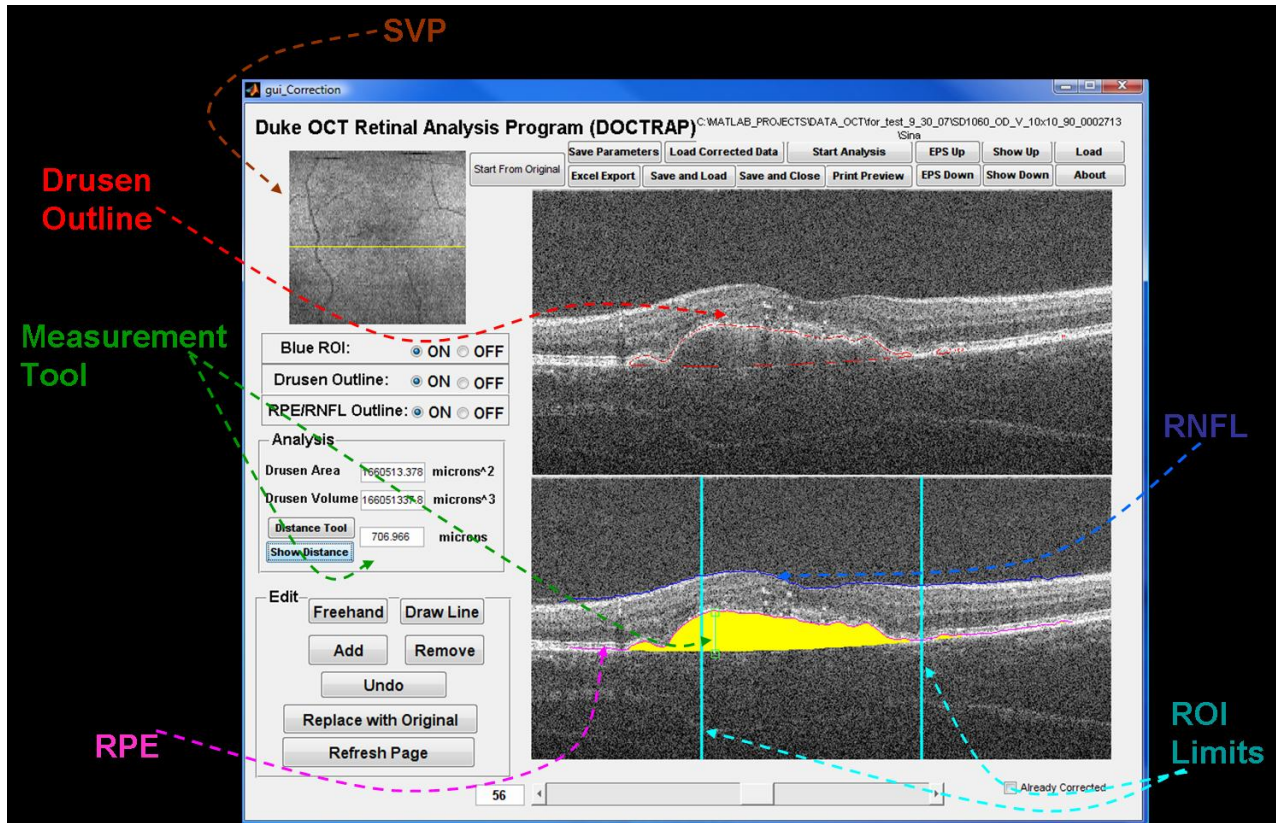 SVP
gui_Correction
Duke OCT Retinal Analysis Program (DOCTRAP)
C:\MATLAB_PROJECTS\DATA_OCT\for_test_9_30_07\SD1060_OD_V_10x10_90_0002713
\Sina
Start From Original
Save Parameters Load Corrected Data Start Analysis EPS Up Show Up Load
Excel Export Save and Load Save and Close Print Preview EPS Down Show Down About
Drusen
Outline
Measurement
Tool
Blue ROI: ON OFF
Drusen Outline: ON OFF
RPE/RNFL Outline: ON OFF
Analysis
Drusen Area 1660513.378 microns^2
Drusen Volume 166051337.8 microns^3
Distance Tool
706.966 microns
Show Distance
RNFL
Edit
Freehand Draw Line
Add Remove
Undo
Replace with Original
Refresh Page
RPE
ROI
Limits
56
Already Corrected